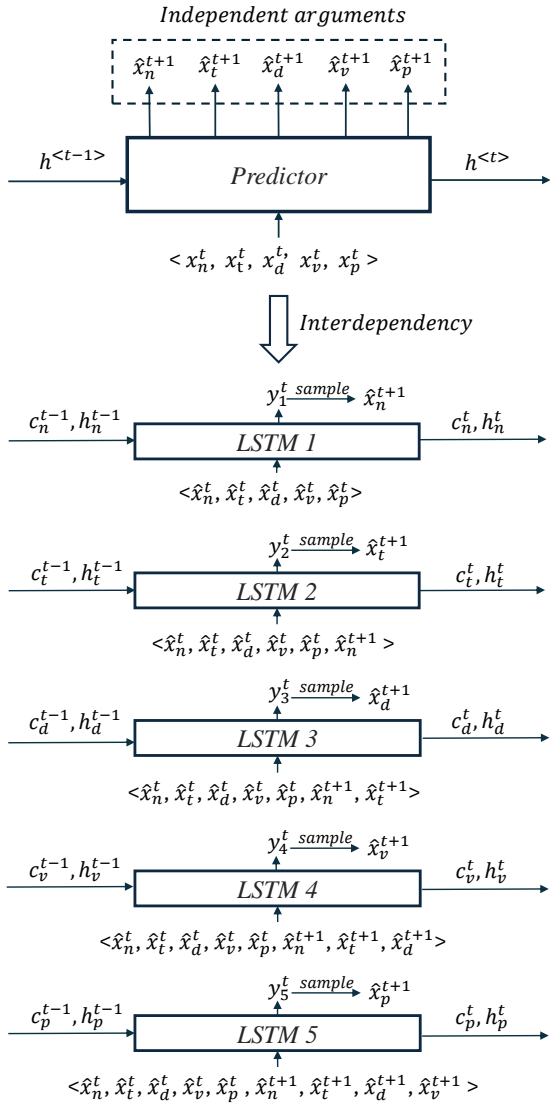 Independent arguments
x̂_n^{t+1} x̂_t^{t+1} x̂_d^{t+1} x̂_v^{t+1} x̂_p^{t+1}
h^{<t−1>} Predictor h^{<t>}
< x_n^t, x_t^t, x_d^t, x_v^t, x_p^t >
Interdependency
y_1^t sample x̂_n^{t+1}
c_n^{t−1}, h_n^{t−1} LSTM 1 c_n^t, h_n^t
<x̂_n^t, x̂_t^t, x̂_d^t, x̂_v^t, x̂_p^t>
y_2^t sample x̂_t^{t+1}
c_t^{t−1}, h_t^{t−1} LSTM 2 c_t^t, h_t^t
<x̂_n^t, x̂_t^t, x̂_d^t, x̂_v^t, x̂_p^t, x̂_n^{t+1} >
y_3^t sample x̂_d^{t+1}
c_d^{t−1}, h_d^{t−1} LSTM 3 c_d^t, h_d^t
<x̂_n^t, x̂_t^t, x̂_d^t, x̂_v^t, x̂_p^t, x̂_n^{t+1}, x̂_t^{t+1}>
y_4^t sample x̂_v^{t+1}
c_v^{t−1}, h_v^{t−1} LSTM 4 c_v^t, h_v^t
<x̂_n^t, x̂_t^t, x̂_d^t, x̂_v^t, x̂_p^t, x̂_n^{t+1}, x̂_t^{t+1}, x̂_d^{t+1}>
y_5^t sample x̂_p^{t+1}
c_p^{t−1}, h_p^{t−1} LSTM 5 c_p^t, h_p^t
<x̂_n^t, x̂_t^t, x̂_d^t, x̂_v^t, x̂_p^t, x̂_n^{t+1}, x̂_t^{t+1}, x̂_d^{t+1}, x̂_v^{t+1} >